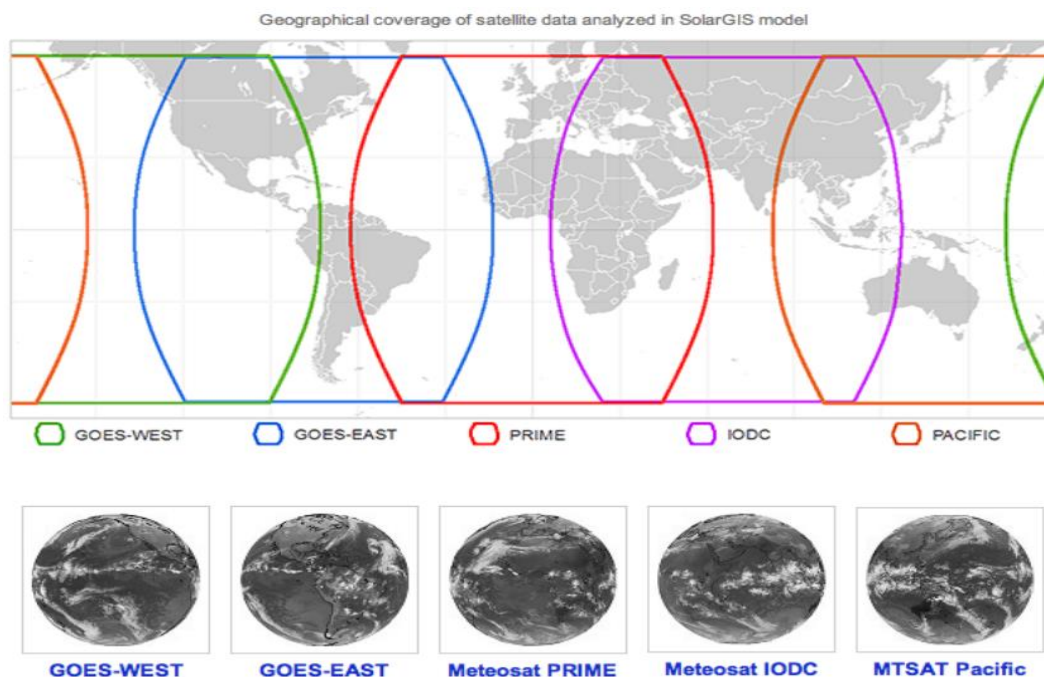 Geographical coverage of satellite data analyzed in SolarGIS model
GOES-WEST GOES-EAST PRIME IODC PACIFIC
GOES-WEST GOES-EAST Meteosat PRIME Meteosat IODC MTSAT Pacific